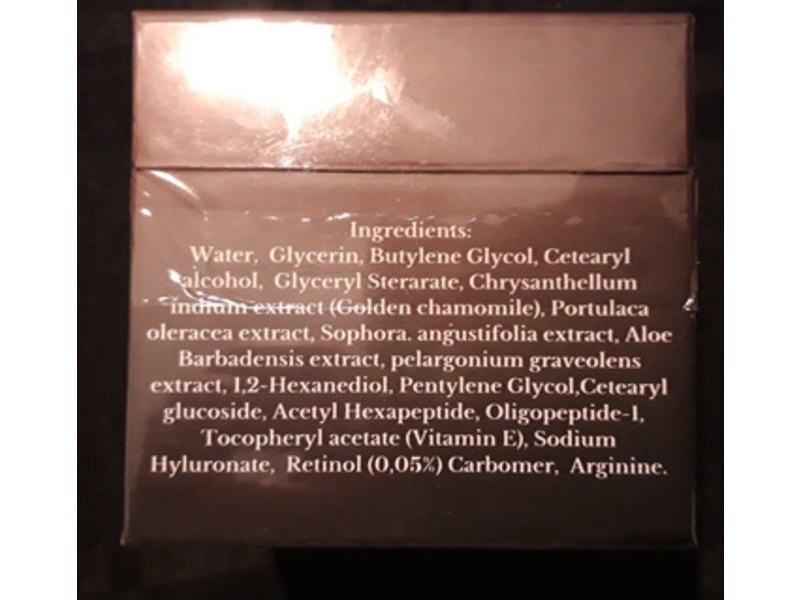 Ingredients:
Water, Glycerin, Butylene Glycol, Cetearyl
alcohol, Glyceryl Sterarate, Chrysanthellum
indium extract (Golden chamomile), Portulaca
oleracea extract, Sophora. angustifolia extract, Aloe
Barbadensis extract, pelargonium graveolens
extract, 1,2-Hexanediol, Pentylene Glycol,Cetearyl
glucoside, Acetyl Hexapeptide, Oligopeptide-1,
Tocopheryl acetate (Vitamin E), Sodium
Hyluronate, Retinol (0,05%) Carbomer, Arginine.